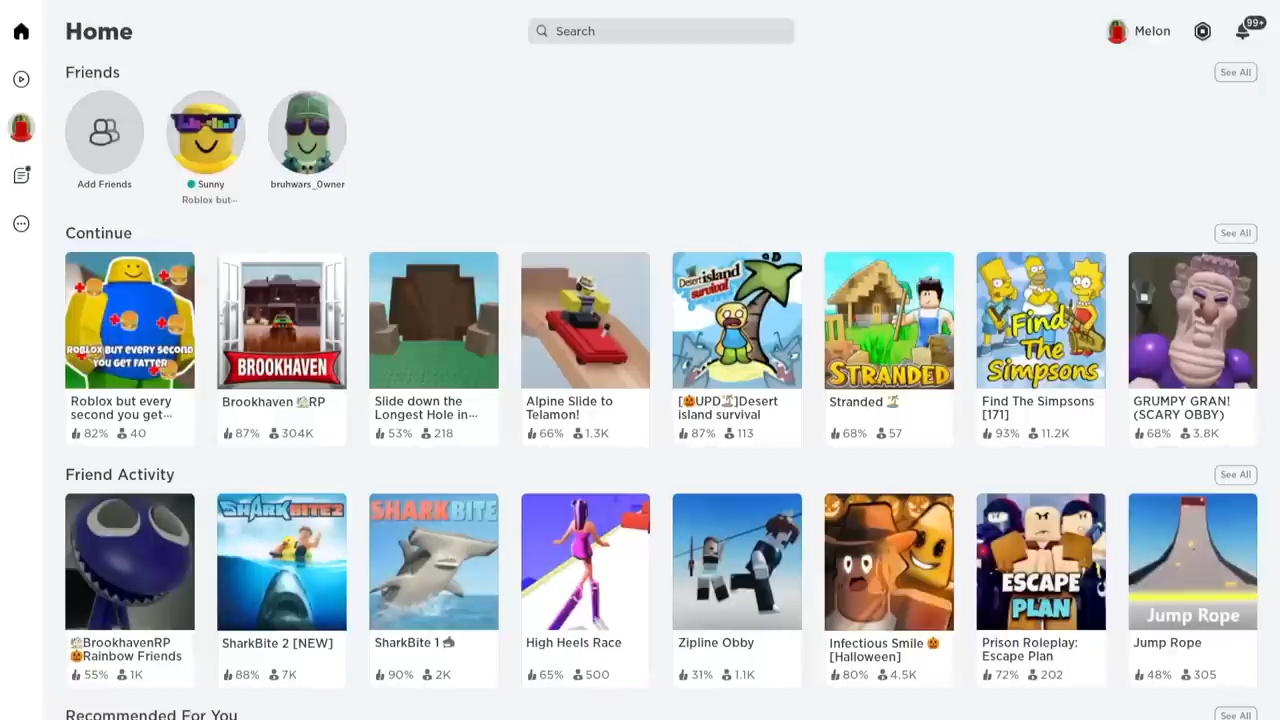 Home
Search
Melon
99+
Friends
See All
Add Friends
Sunny
bruhwars_0wner
Roblox but...
Continue
See All
ROBLOX BUT EVERY SECOND
YOU GET FATTER
BROOKHAVEN
Desert island
survival
STRANDED
Find
The
Simpsons
Roblox but every
second you get...
82% 40
Brookhaven 🏡RP
87% 304K
Slide down the
Longest Hole in...
53% 218
Alpine Slide to
Telamon!
66% 1.3K
[🎃UPD🏝️]Desert
island survival
87% 113
Stranded 🏝️
68% 57
Find The Simpsons
[171]
93% 11.2K
GRUMPY GRAN!
(SCARY OBBY)
68% 3.8K
Friend Activity
See All
SHARKBITE2
SHARKBITE
ESCAPE
PLAN
Jump Rope
🏡BrookhavenRP
🎃Rainbow Friends
55% 1K
SharkBite 2 [NEW]
88% 7K
SharkBite 1 🦈
90% 2K
High Heels Race
65% 500
Zipline Obby
31% 1.1K
Infectious Smile 🎃
[Halloween]
80% 4.5K
Prison Roleplay:
Escape Plan
72% 202
Jump Rope
48% 305
Recommended For You
See All